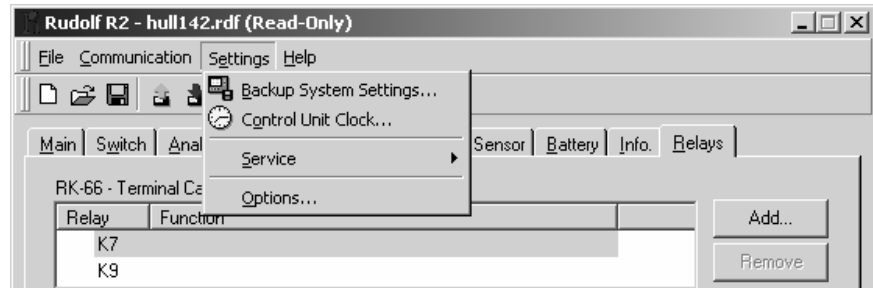 Rudolf R2 - hull142.rdf (Read-Only)
File Communication Settings Help
Backup System Settings...
Control Unit Clock...
Service
Options...
Main Switch Anal Sensor Battery Info. Relays
RK-66 - Terminal Ca
Relay Function
K7
K9
Add...
Remove